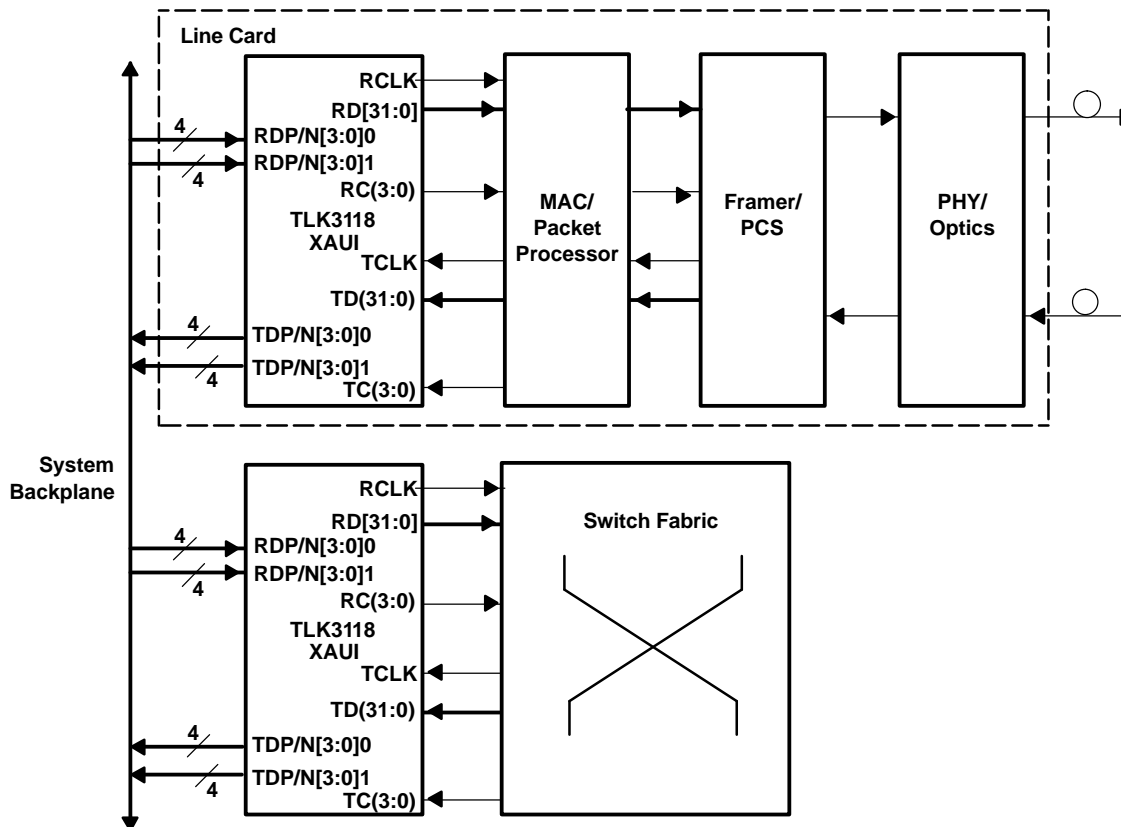 Line Card
RCLK
RD[31:0]
4
RDP/N[3:0]0
RDP/N[3:0]1
4
RC(3:0)
TLK3118
XAUI
TCLK
TD(31:0)
4
TDP/N[3:0]0
TDP/N[3:0]1
4
TC(3:0)
MAC/
Packet
Processor
Framer/
PCS
PHY/
Optics
System
Backplane
RCLK
RD[31:0]
4
RDP/N[3:0]0
RDP/N[3:0]1
4
RC(3:0)
TLK3118
XAUI
TCLK
TD(31:0)
4
TDP/N[3:0]0
TDP/N[3:0]1
4
TC(3:0)
Switch Fabric